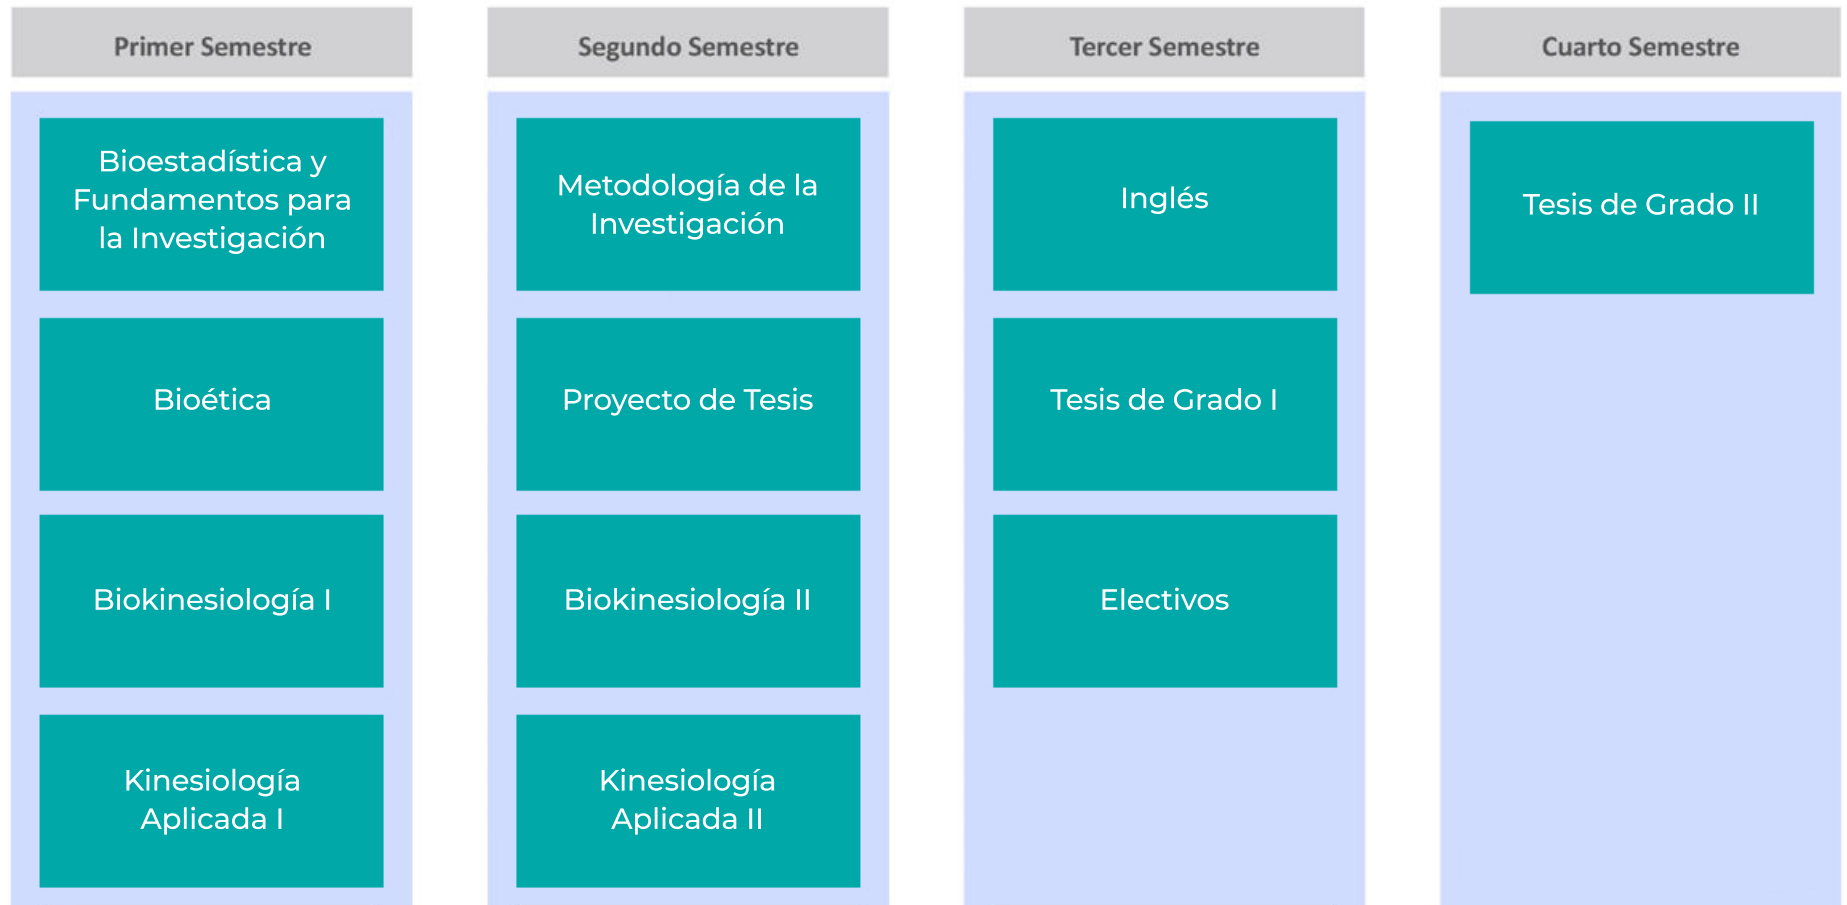 Primer Semestre
Bioestadística y
Fundamentos para
la Investigación
Bioética
Biokinesiología I
Kinesiología
Aplicada I
Segundo Semestre
Metodología de la
Investigación
Proyecto de Tesis
Biokinesiología II
Kinesiología
Aplicada II
Tercer Semestre
Inglés
Tesis de Grado I
Electivos
Cuarto Semestre
Tesis de Grado II